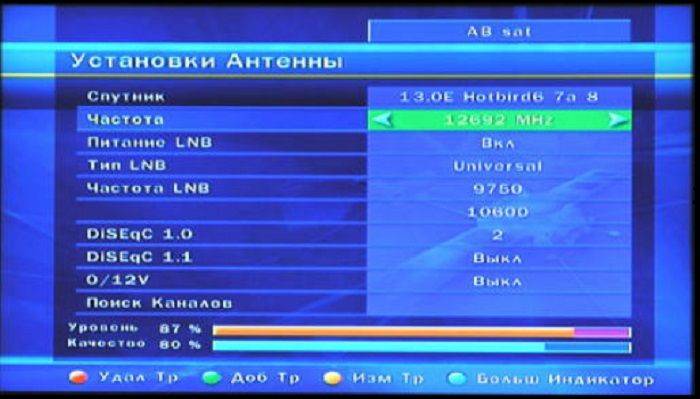 AB sat
Установки Антенны
Спутник 13.0E Hotbird6 7a 8
Частота 12692 MHz
Питание LNB Вкл
Тип LNB Universal
Частота LNB 9750
10600
DiSEqC 1.0 2
DiSEqC 1.1 Выкл
0/12V Выкл
Поиск Каналов
Уровень 87 %
Качество 80 %
Удал Тр Доб Тр Изм Тр Больш Индикатор